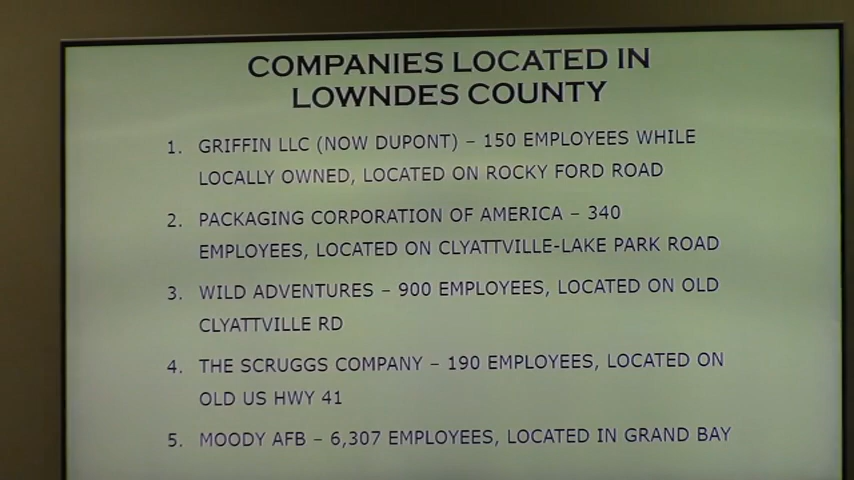 COMPANIES LOCATED IN
LOWNDES COUNTY
1. GRIFFIN LLC (NOW DUPONT) – 150 EMPLOYEES WHILE
LOCALLY OWNED, LOCATED ON ROCKY FORD ROAD
2. PACKAGING CORPORATION OF AMERICA – 340
EMPLOYEES, LOCATED ON CLYATTVILLE-LAKE PARK ROAD
3. WILD ADVENTURES – 900 EMPLOYEES, LOCATED ON OLD
CLYATTVILLE RD
4. THE SCRUGGS COMPANY – 190 EMPLOYEES, LOCATED ON
OLD US HWY 41
5. MOODY AFB – 6,307 EMPLOYEES, LOCATED IN GRAND BAY